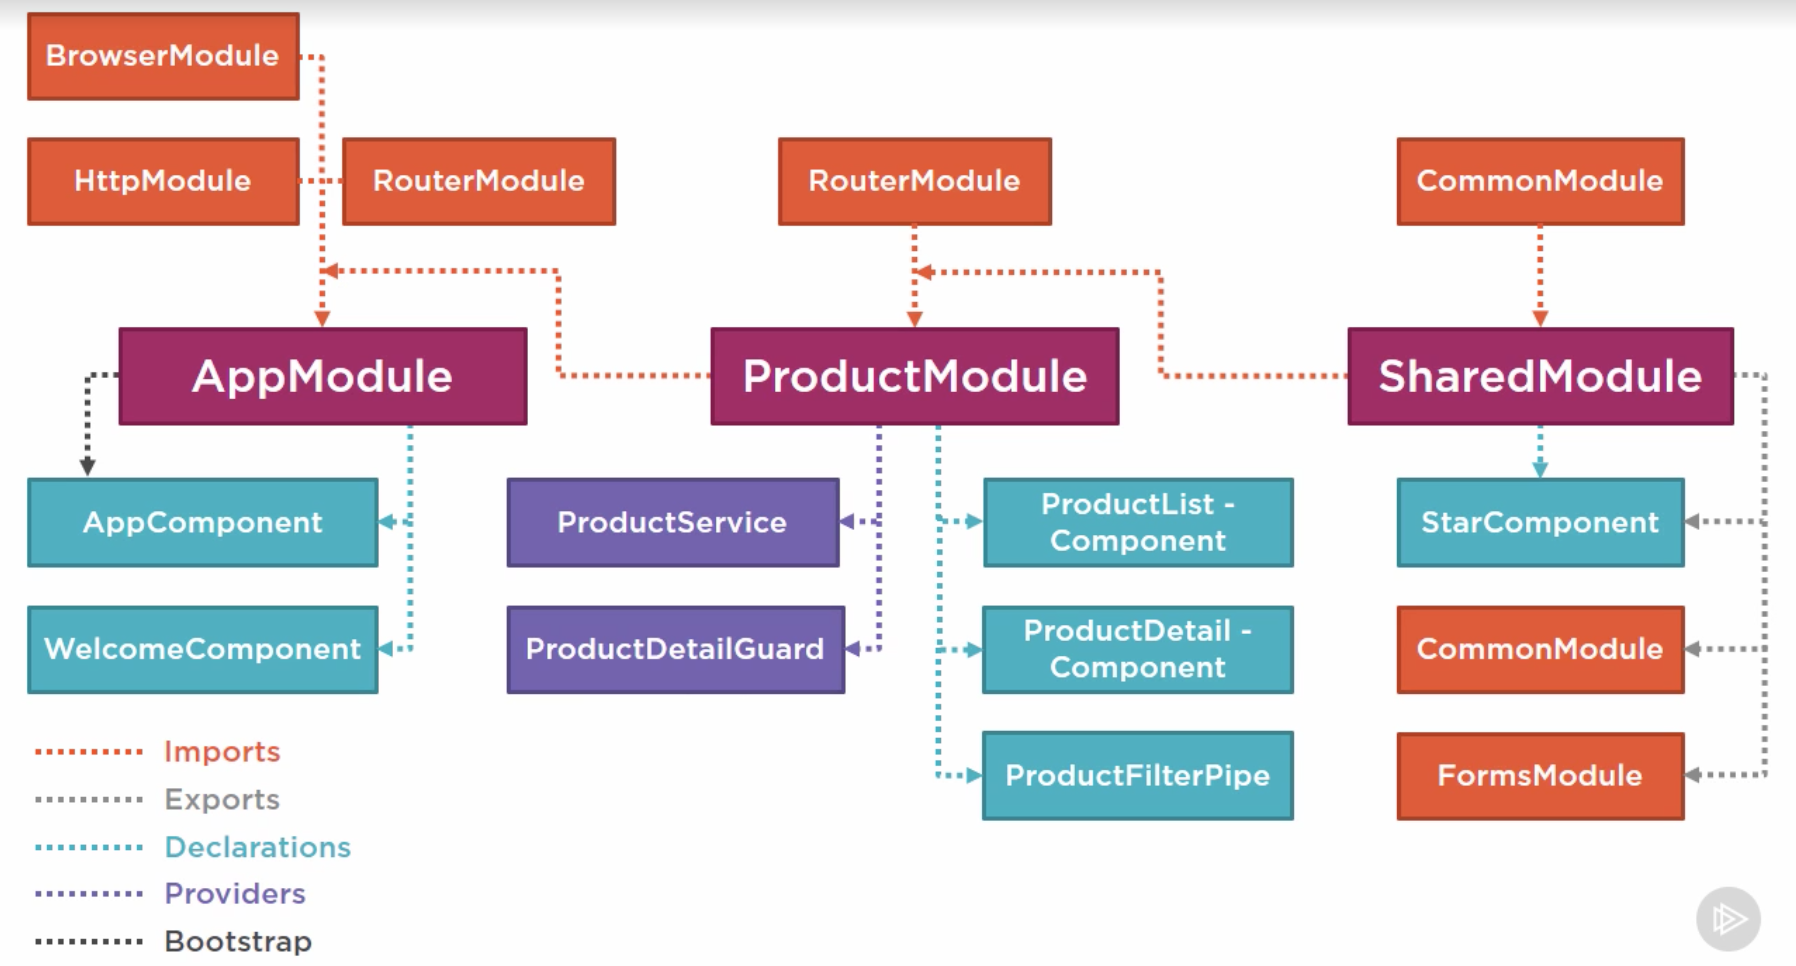 BrowserModule
HttpModule
RouterModule
RouterModule
CommonModule
AppModule
ProductModule
SharedModule
AppComponent
ProductService
ProductList -
Component
StarComponent
WelcomeComponent
ProductDetailGuard
ProductDetail -
Component
CommonModule
ProductFilterPipe
FormsModule
Imports
Exports
Declarations
Providers
Bootstrap